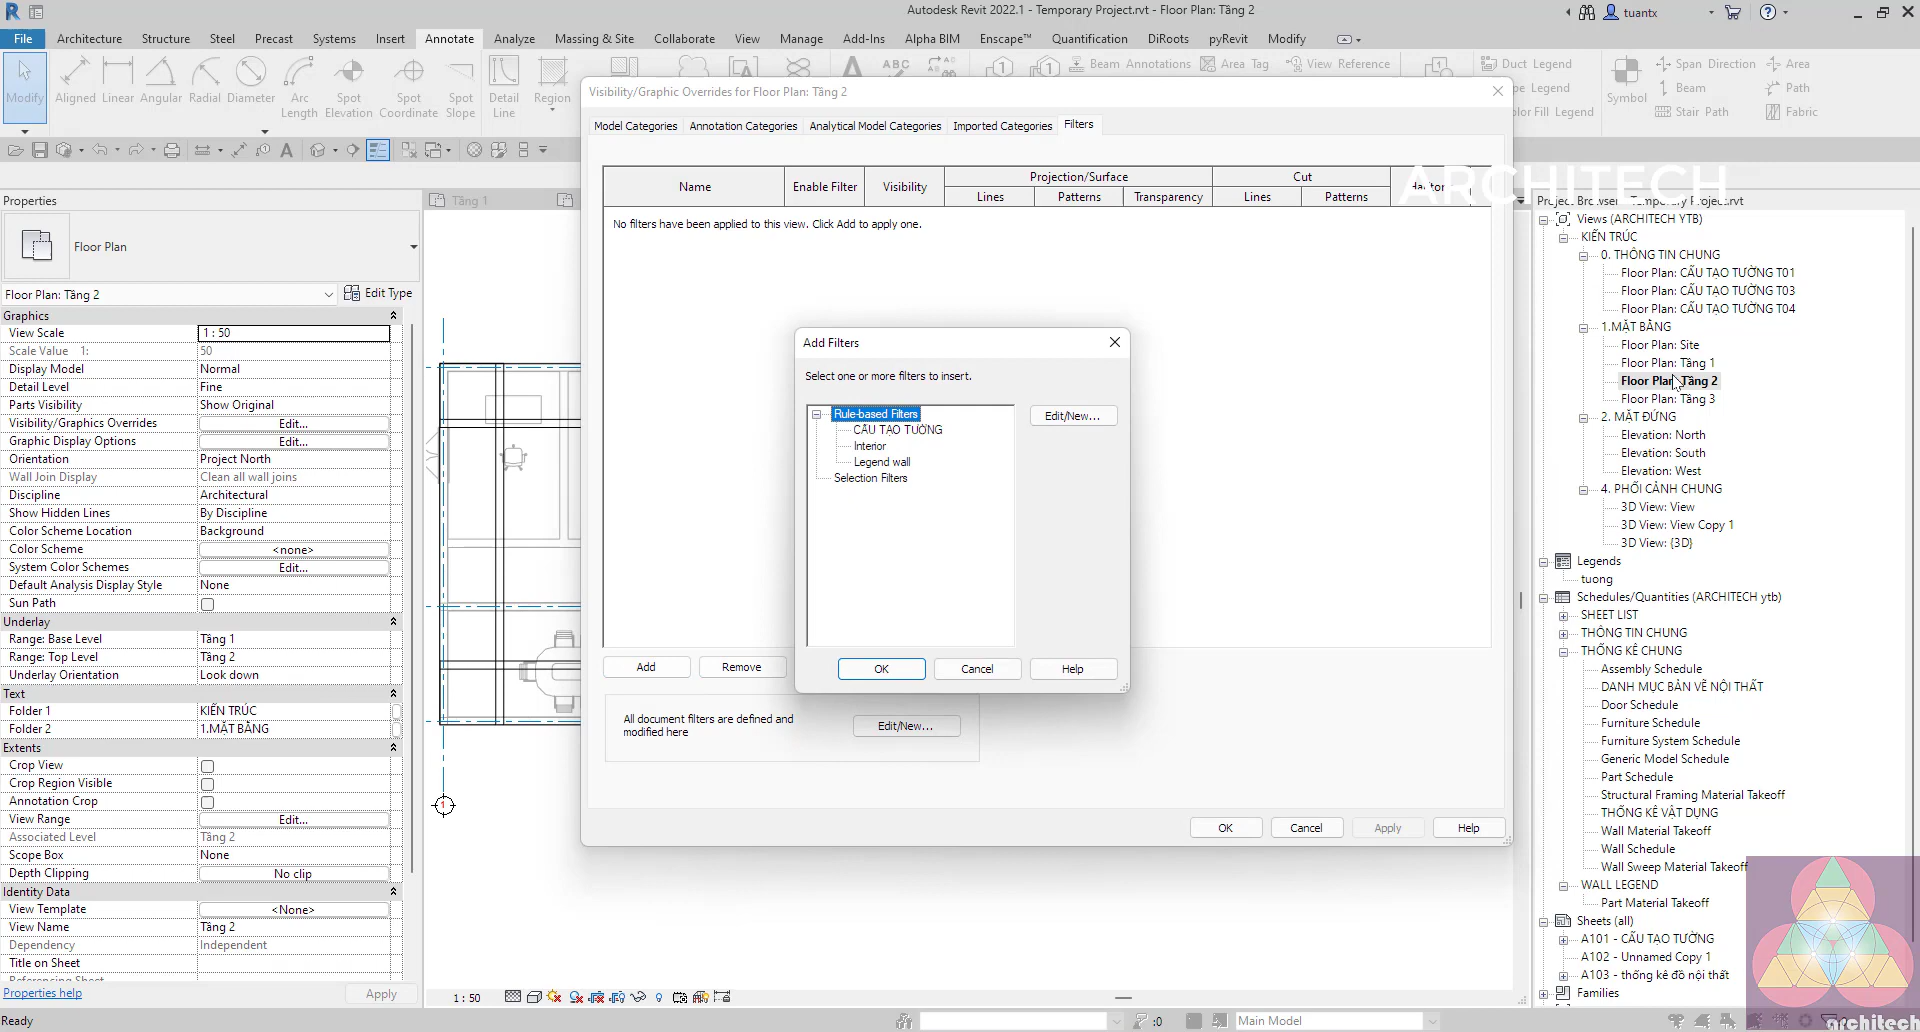 Autodesk Revit 2022.1 - Temporary Project.rvt - Floor Plan: Tầng 2
tuantx
File Architecture Structure Steel Precast Systems Insert Annotate Analyze Massing & Site Collaborate View Manage Add-Ins Alpha BIM Enscape™ Quantification DiRoots pyRevit Modify
Modify Aligned Linear Angular Radial Diameter Arc Length Spot Elevation Spot Coordinate Spot Slope Detail Line Region
Beam Annotations Area Tag View Reference
Duct Legend
Symbol
Span Direction Area
Beam Path
Stair Path Fabric
Properties
Floor Plan
Floor Plan: Tầng 2
Edit Type
Graphics
View Scale 1 : 50
Scale Value 1: 50
Display Model Normal
Detail Level Fine
Parts Visibility Show Original
Visibility/Graphics Overrides Edit...
Graphic Display Options Edit...
Orientation Project North
Wall Join Display Clean all wall joins
Discipline Architectural
Show Hidden Lines By Discipline
Color Scheme Location Background
Color Scheme <none>
System Color Schemes Edit...
Default Analysis Display Style None
Sun Path
Underlay
Range: Base Level Tầng 1
Range: Top Level Tầng 2
Underlay Orientation Look down
Text
Folder 1 KIẾN TRÚC
Folder 2 1.MẶT BẰNG
Extents
Crop View
Crop Region Visible
Annotation Crop
View Range Edit...
Associated Level Tầng 2
Scope Box None
Depth Clipping No clip
Identity Data
View Template <None>
View Name Tầng 2
Dependency Independent
Title on Sheet
Properties help
Apply
Ready
Tầng 1
1
1 : 50
:0
Main Model
Visibility/Graphic Overrides for Floor Plan: Tầng 2
Model Categories Annotation Categories Analytical Model Categories Imported Categories Filters
Name Enable Filter Visibility Projection/Surface Cut
Lines Patterns Transparency Lines Patterns
No filters have been applied to this view. Click Add to apply one.
Add Remove
All document filters are defined and modified here
Edit/New...
OK Cancel Apply Help
Add Filters
Select one or more filters to insert.
Rule-based Filters
CẤU TẠO TƯỜNG
Interior
Legend wall
Selection Filters
Edit/New...
OK Cancel Help
ARCHITECH
Project Browser - Temporary Project.rvt
Views (ARCHITECH YTB)
KIẾN TRÚC
0. THÔNG TIN CHUNG
Floor Plan: CẤU TẠO TƯỜNG T01
Floor Plan: CẤU TẠO TƯỜNG T03
Floor Plan: CẤU TẠO TƯỜNG T04
1.MẶT BẰNG
Floor Plan: Site
Floor Plan: Tầng 1
Floor Plan: Tầng 2
Floor Plan: Tầng 3
2. MẶT ĐỨNG
Elevation: North
Elevation: South
Elevation: West
4. PHỐI CẢNH CHUNG
3D View: View
3D View: View Copy 1
3D View: {3D}
Legends
tuong
Schedules/Quantities (ARCHITECH ytb)
SHEET LIST
THÔNG TIN CHUNG
THỐNG KÊ CHUNG
Assembly Schedule
DANH MỤC BẢN VẼ NỘI THẤT
Door Schedule
Furniture Schedule
Furniture System Schedule
Generic Model Schedule
Part Schedule
Structural Framing Material Takeoff
THỐNG KÊ VẬT DỤNG
Wall Material Takeoff
Wall Schedule
Wall Sweep Material Takeoff
WALL LEGEND
Part Material Takeoff
Sheets (all)
A101 - CẤU TẠO TƯỜNG
A102 - Unnamed Copy 1
A103 - thống kê đồ nội thất
Families
architech